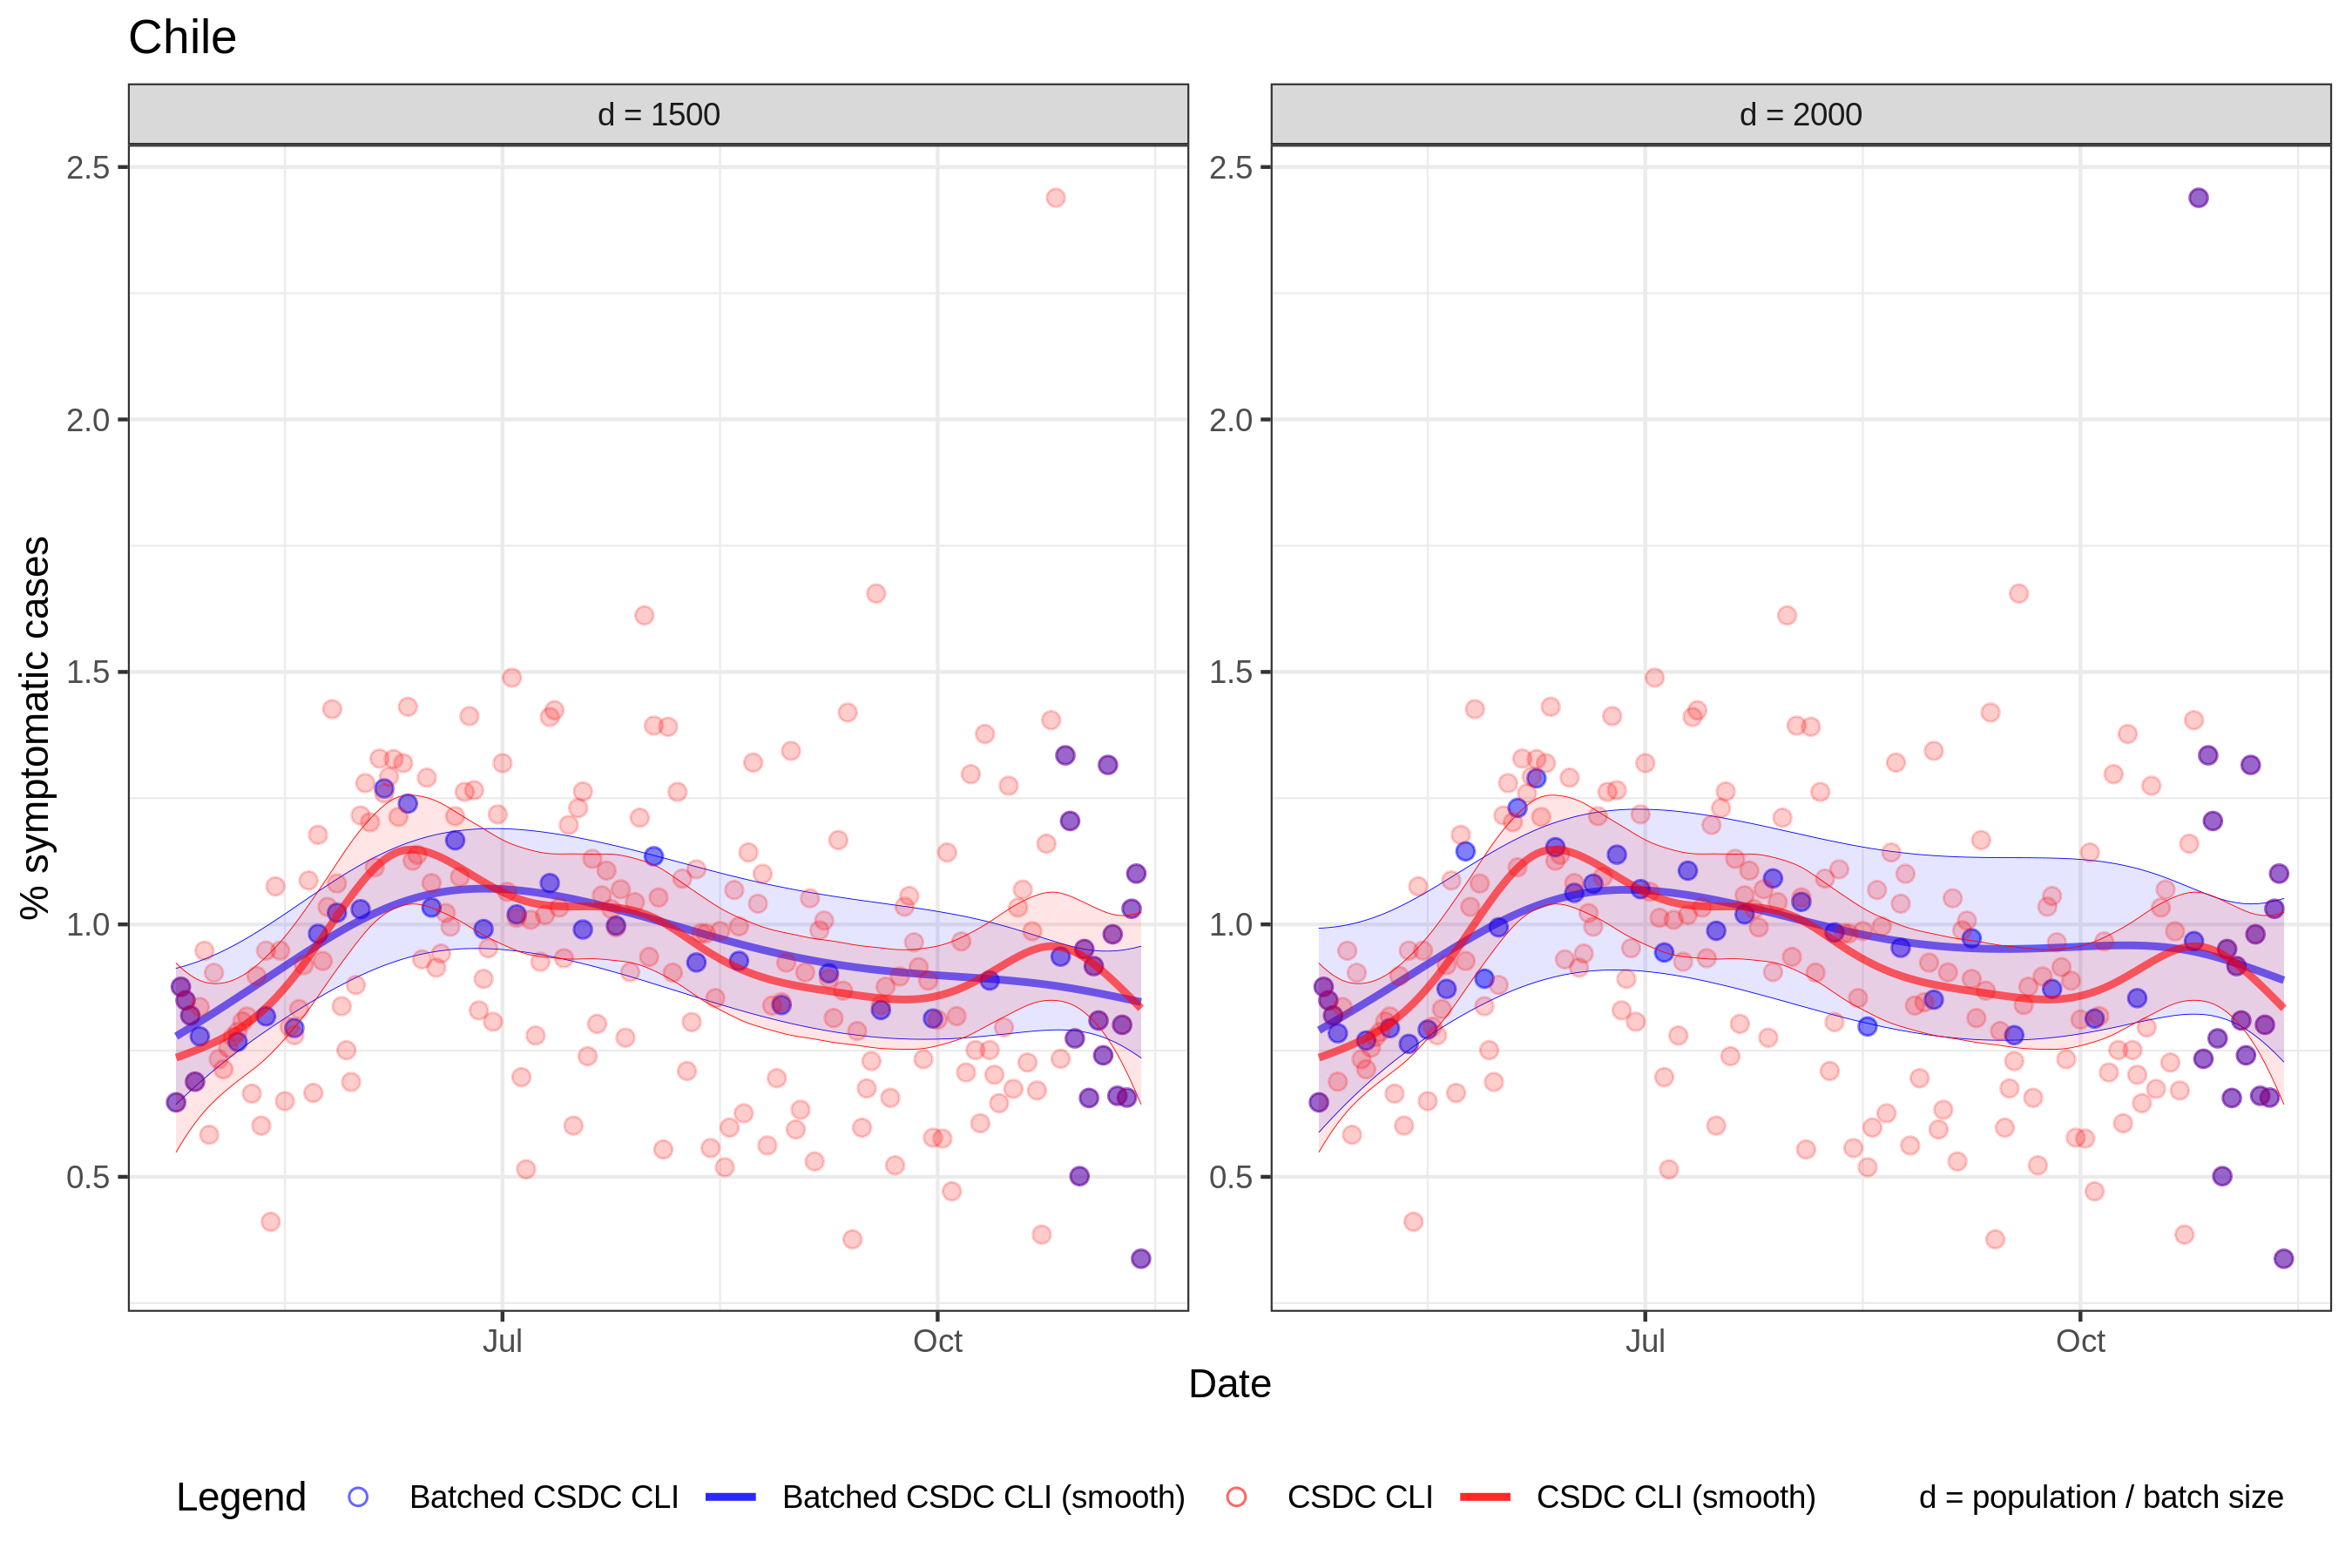 Chile
d = 1500
d = 2000
2.5
2.0
1.5
1.0
0.5
2.5
2.0
1.5
1.0
0.5
% symptomatic cases
Jul
Oct
Jul
Oct
Date
Legend
Batched CSDC CLI
Batched CSDC CLI (smooth)
CSDC CLI
CSDC CLI (smooth)
d = population / batch size